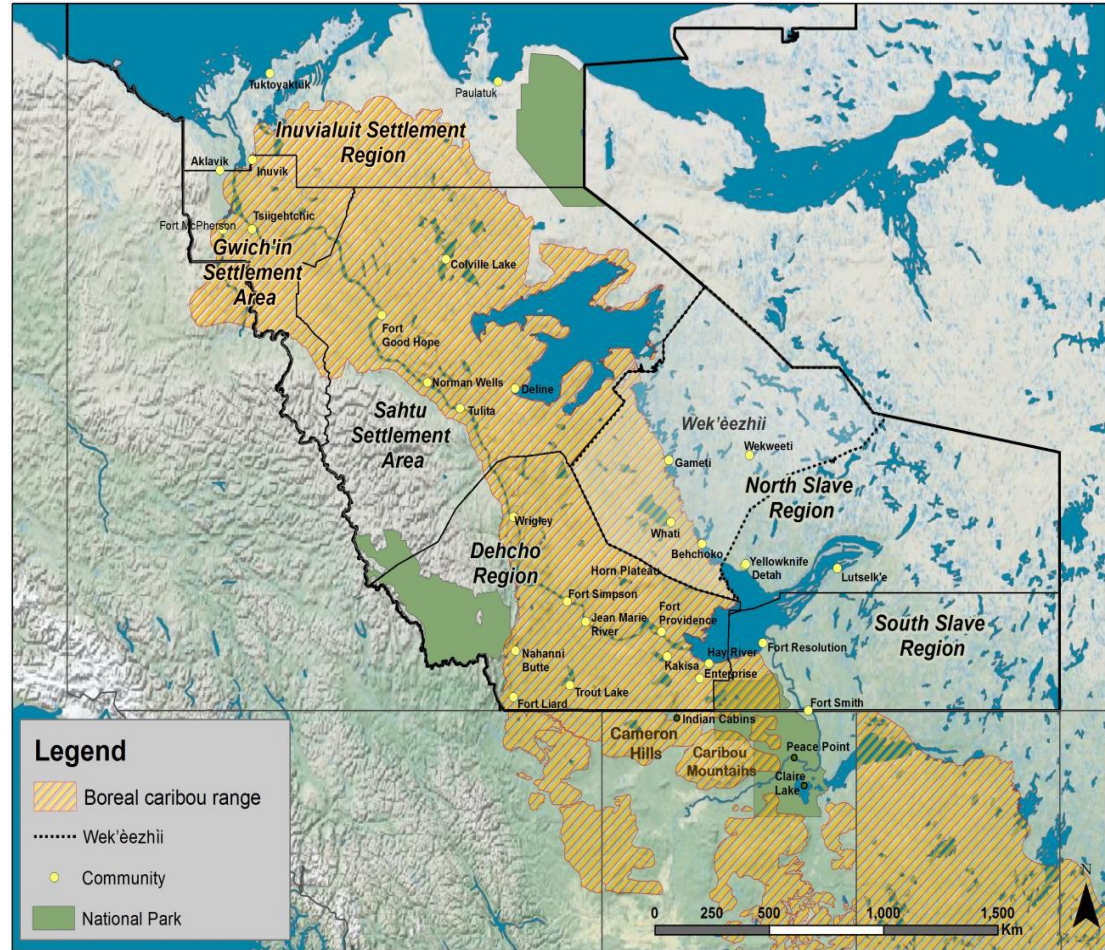 Tuktoyaktuk
Paulatuk
Inuvialuit Settlement
Region
Aklavik
Inuvik
Fort McPherson
Tsiigehtchic
Gwich'in
Settlement
Area
Colville Lake
Fort
Good Hope
Norman Wells
Deline
Tulita
Sahtu
Settlement
Area
Wek'èezhìi
Wekweeti
Gameti
North Slave
Region
Wrigley
Whati
Behchoko
Dehcho
Region
Horn Plateau
Yellowknife
Detah
Lutselk'e
Fort Simpson
Jean Marie
River
Fort
Providence
South Slave
Region
Nahanni
Butte
Kakisa
Hay River
Enterprise
Fort Resolution
Trout Lake
Fort Liard
Fort Smith
Indian Cabins
Cameron
Hills
Caribou
Mountains
Peace Point
Claire
Lake
Legend
Boreal caribou range
Wek'èezhìi
Community
National Park
N
0 250 500 1,000 1,500
Km